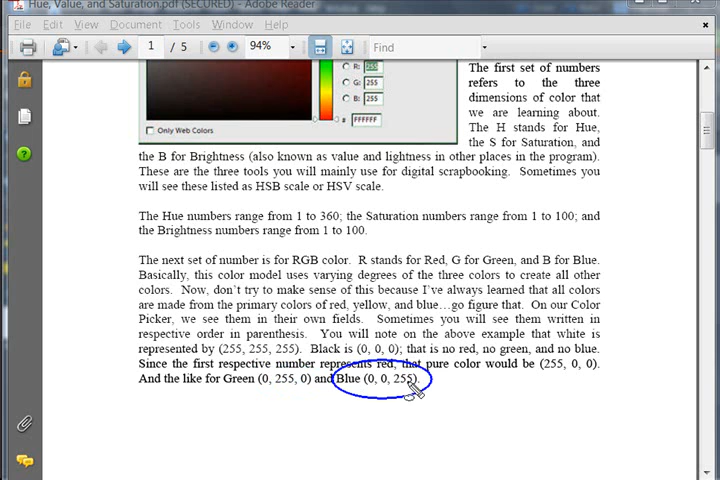 Hue, Value, and Saturation.pdf (SECURED) - Adobe Reader
File Edit View Document Tools Window Help
1 / 5 94% Find
R: 255
G: 255
B: 255
# FFFFFF
Only Web Colors
The first set of numbers
refers to the three
dimensions of color that
we are learning about.
The H stands for Hue,
the S for Saturation, and
the B for Brightness (also known as value and lightness in other places in the program).
These are the three tools you will mainly use for digital scrapbooking. Sometimes you
will see these listed as HSB scale or HSV scale.
The Hue numbers range from 1 to 360; the Saturation numbers range from 1 to 100; and
the Brightness numbers range from 1 to 100.
The next set of number is for RGB color. R stands for Red, G for Green, and B for Blue.
Basically, this color model uses varying degrees of the three colors to create all other
colors. Now, don't try to make sense of this because I've always learned that all colors
are made from the primary colors of red, yellow, and blue…go figure that. On our Color
Picker, we see them in their own fields. Sometimes you will see them written in
respective order in parenthesis. You will note on the above example that white is
represented by (255, 255, 255). Black is (0, 0, 0); that is no red, no green, and no blue.
Since the first respective number represents red, that pure color would be (255, 0, 0).
And the like for Green (0, 255, 0) and Blue (0, 0, 255).